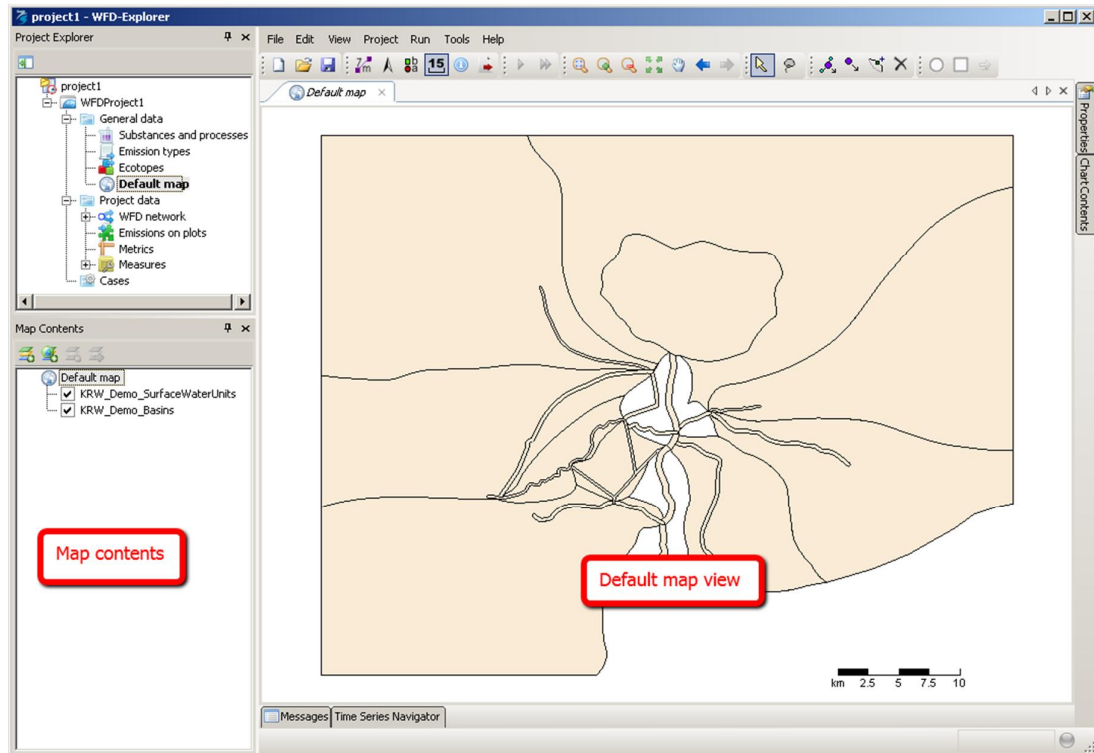 project1 - WFD-Explorer
Project Explorer
File Edit View Project Run Tools Help
15
project1
WFDProject1
General data
Substances and processes
Emission types
Ecotopes
Default map
Project data
WFD network
Emissions on plots
Metrics
Measures
Cases
Default map
Properties
Chart Contents
Map Contents
Default map
KRW_Demo_SurfaceWaterUnits
KRW_Demo_Basins
Map contents
Default map view
km 2.5 5 7.5 10
Messages Time Series Navigator